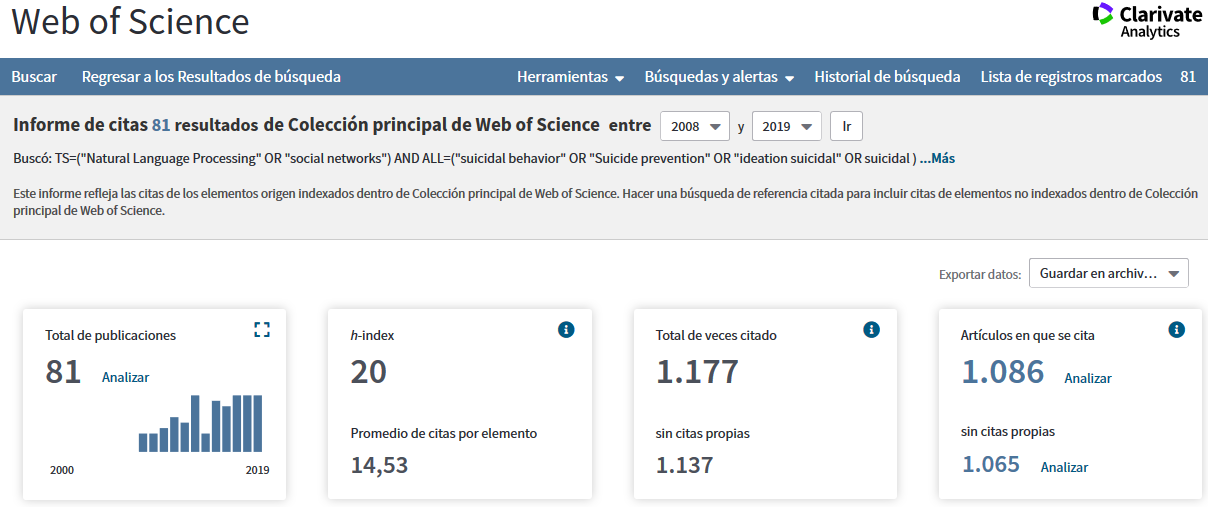 Web of Science
Clarivate
Analytics
Buscar Regresar a los Resultados de búsqueda Herramientas Búsquedas y alertas Historial de búsqueda Lista de registros marcados 81
Informe de citas 81 resultados de Colección principal de Web of Science entre 2008 y 2019 Ir
Buscó: TS=("Natural Language Processing" OR "social networks") AND ALL=("suicidal behavior" OR "Suicide prevention" OR "ideation suicidal" OR suicidal ) ...Más
Este informe refleja las citas de los elementos origen indexados dentro de Colección principal de Web of Science. Hacer una búsqueda de referencia citada para incluir citas de elementos no indexados dentro de Colección
principal de Web of Science.
Exportar datos: Guardar en archiv...
Total de publicaciones
81 Analizar
2000 2019
h-index
20
Promedio de citas por elemento
14,53
Total de veces citado
1.177
sin citas propias
1.137
Artículos en que se cita
1.086 Analizar
sin citas propias
1.065 Analizar